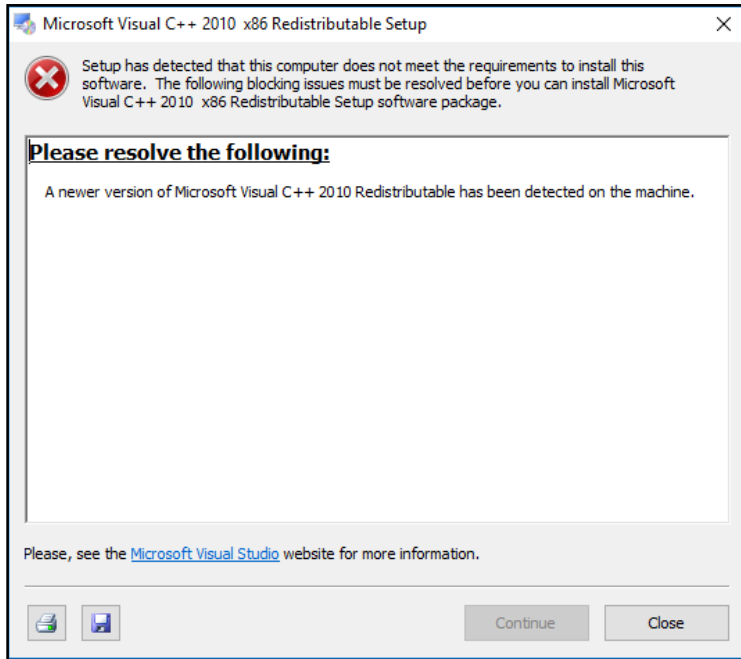 Microsoft Visual C++ 2010 x86 Redistributable Setup
Setup has detected that this computer does not meet the requirements to install this
software. The following blocking issues must be resolved before you can install Microsoft
Visual C++ 2010 x86 Redistributable Setup software package.
Please resolve the following:
A newer version of Microsoft Visual C++ 2010 Redistributable has been detected on the machine.
Please, see the Microsoft Visual Studio website for more information.
Continue Close